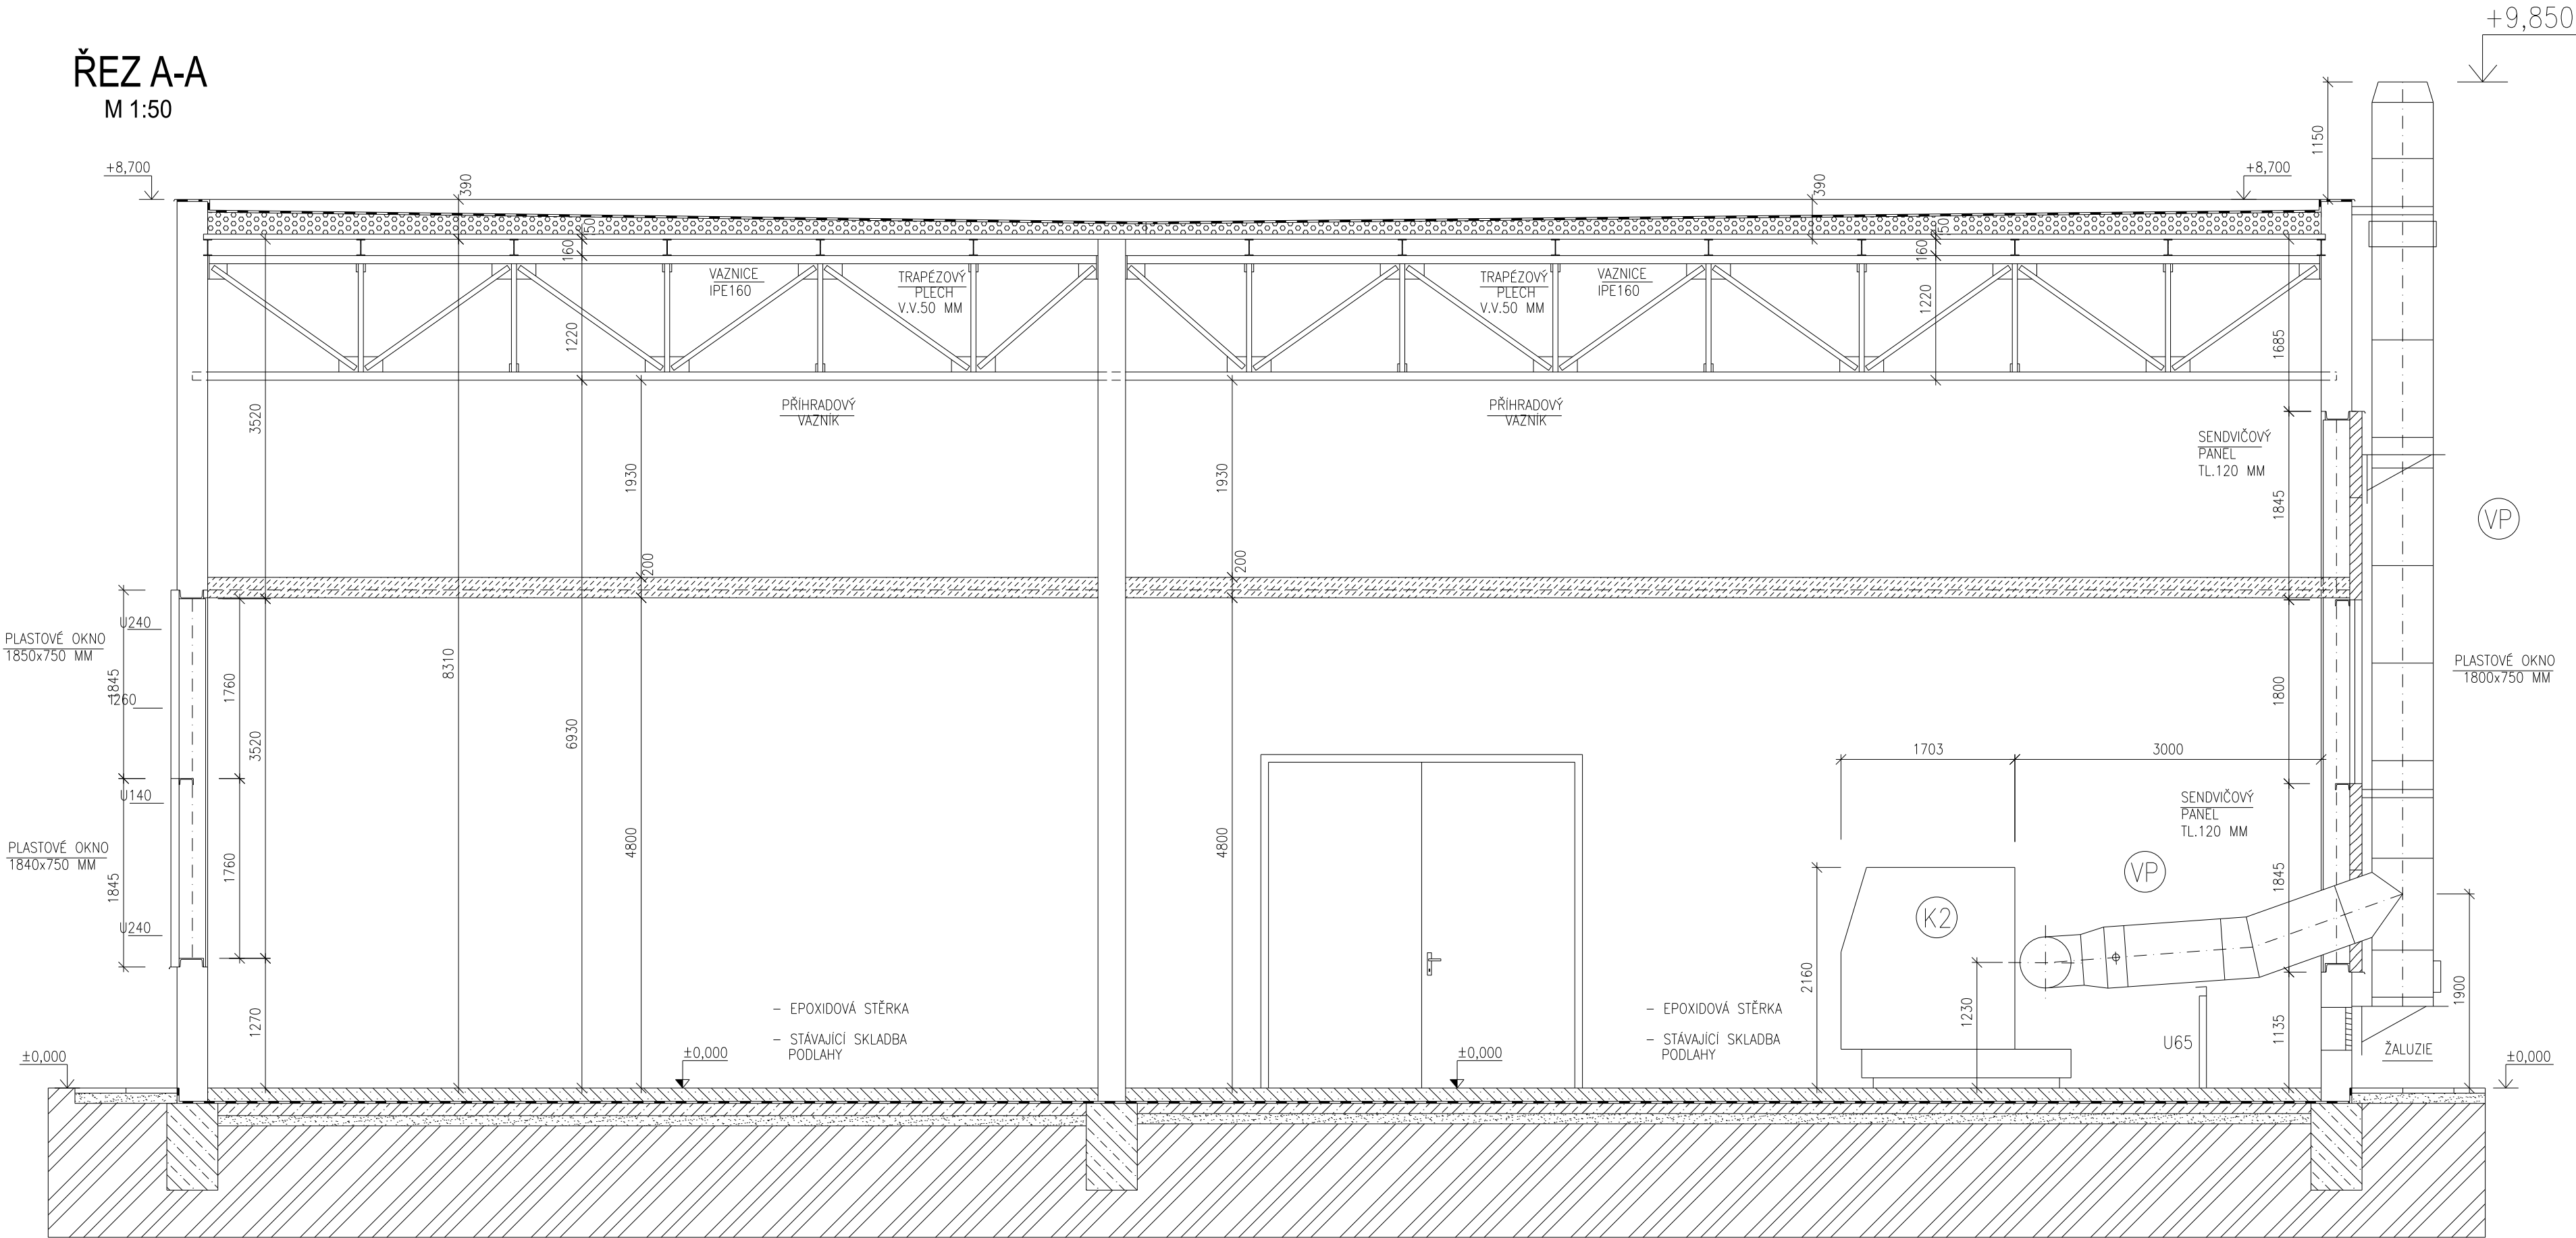 +9,850
ŘEZ A-A
M 1:50
1150
+8,700
+8,700
390
390
50
50
160
160
VAZNICE
IPE160
TRAPÉZOVÝ
PLECH
V.V.50 MM
TRAPÉZOVÝ
PLECH
V.V.50 MM
VAZNICE
IPE160
1220
1220
1685
PŘÍHRADOVÝ
VAZNÍK
PŘÍHRADOVÝ
VAZNÍK
3520
SENDVIČOVÝ
PANEL
TL.120 MM
1930
1930
1845
VP
200
200
U240
PLASTOVÉ OKNO
1850x750 MM
PLASTOVÉ OKNO
1800x750 MM
1845
1760
8310
1800
1260
3520
6930
1703
3000
U140
SENDVIČOVÝ
PANEL
TL.120 MM
PLASTOVÉ OKNO
1840x750 MM
4800
4800
1845
1760
VP
1845
K2
U240
2160
1230
1900
1270
- EPOXIDOVÁ STĚRKA
- STÁVAJÍCÍ SKLADBA
PODLAHY
- EPOXIDOVÁ STĚRKA
- STÁVAJÍCÍ SKLADBA
PODLAHY
U65
1135
ŽALUZIE
±0,000
±0,000
±0,000
±0,000